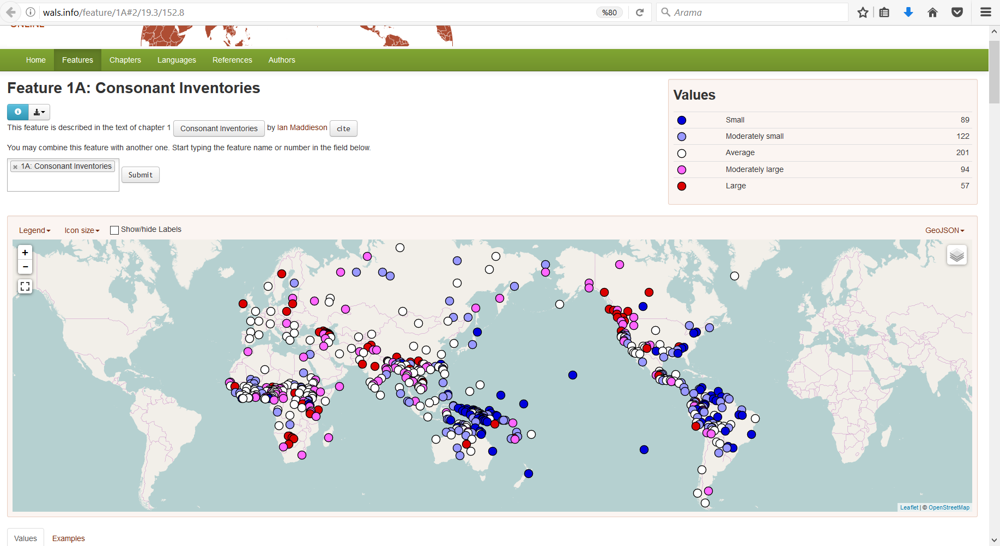 wals.info/feature/1A#2/19.3/152.8
%80
Arama
ONLINE
Home Features Chapters Languages References Authors
Feature 1A: Consonant Inventories
This feature is described in the text of chapter 1 Consonant Inventories by Ian Maddieson cite
You may combine this feature with another one. Start typing the feature name or number in the field below.
× 1A: Consonant Inventories
Submit
Values
Small 89
Moderately small 122
Average 201
Moderately large 94
Large 57
Legend Icon size Show/hide Labels GeoJSON
+
−
Leaflet | © OpenStreetMap
Values Examples